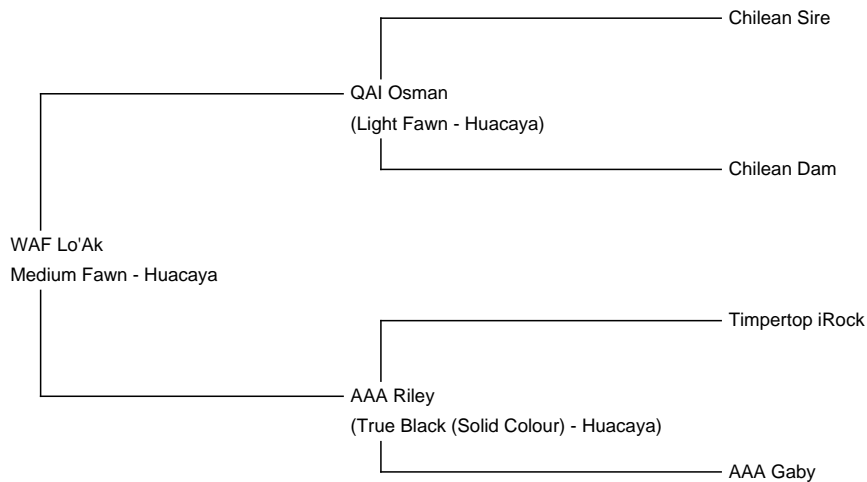 Chilean Sire
QAI Osman
(Light Fawn - Huacaya)
Chilean Dam
WAF Lo'Ak
Medium Fawn - Huacaya
Timpertop iRock
AAA Riley
(True Black (Solid Colour) - Huacaya)
AAA Gaby